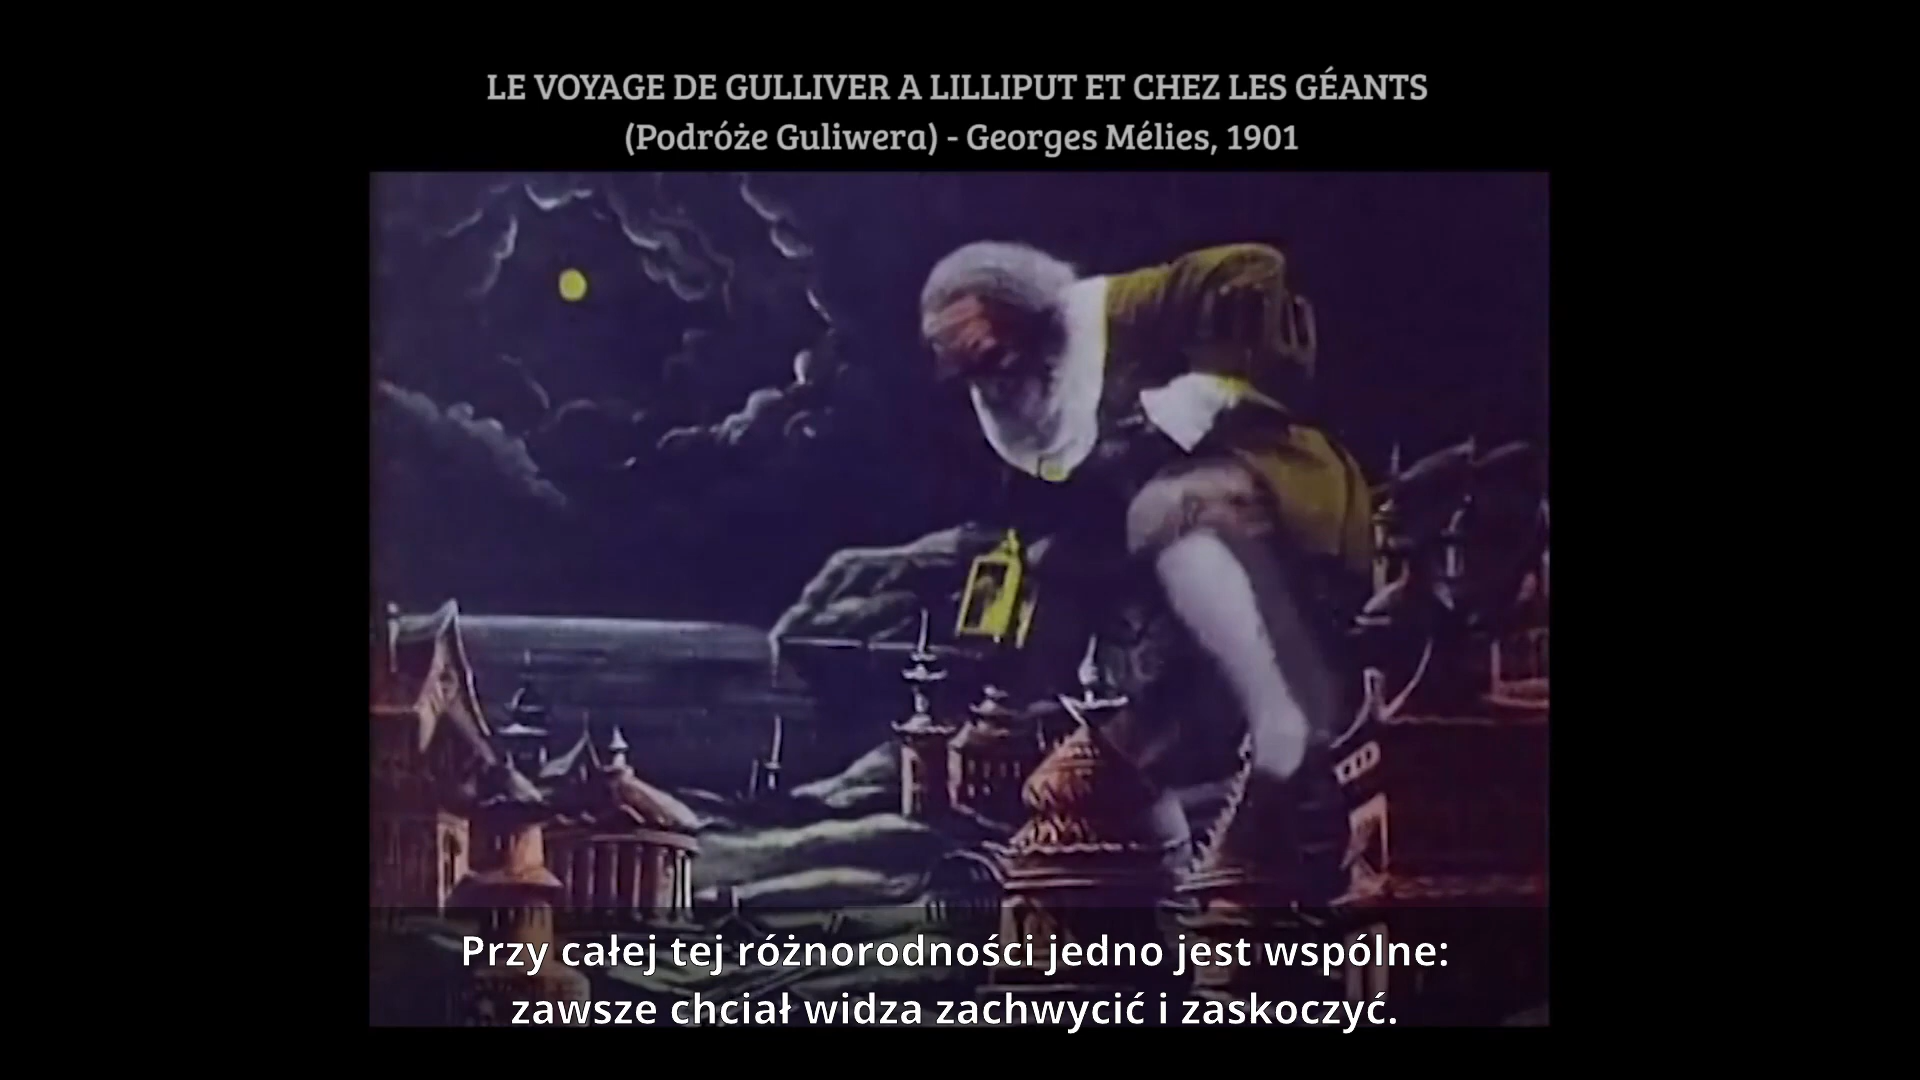 LE VOYAGE DE GULLIVER A LILLIPUT ET CHEZ LES GÉANTS
(Podróże Guliwera) - Georges Mélies, 1901
Przy całej tej różnorodności jedno jest wspólne:
zawsze chciał widza zachwycić i zaskoczyć.